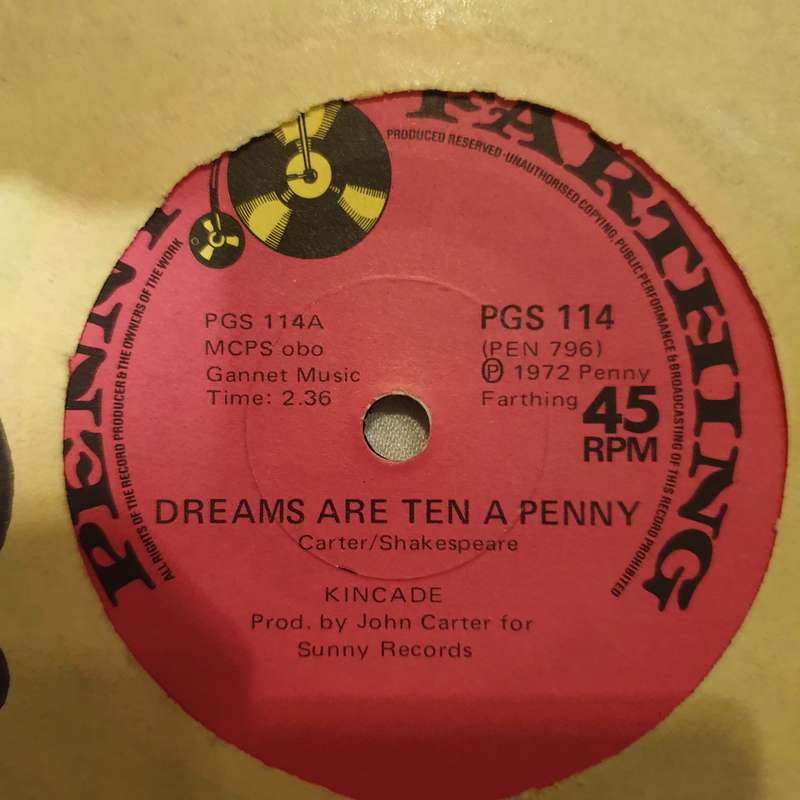 PENNY FARTHING
PRODUCED RESERVED·UNAUTHORISED COPYING, PUBLIC PERFORMANCE & BROADCASTING OF THIS RECORD PROHIBITED
ALL RIGHTS OF THE RECORD PRODUCER & THE OWNERS OF THE WORK
PGS 114A
MCPS obo
Gannet Music
Time: 2.36
PGS 114
(PEN 796)
Ⓟ 1972 Penny
Farthing
45
RPM
DREAMS ARE TEN A PENNY
Carter/Shakespeare
KINCADE
Prod. by John Carter for
Sunny Records